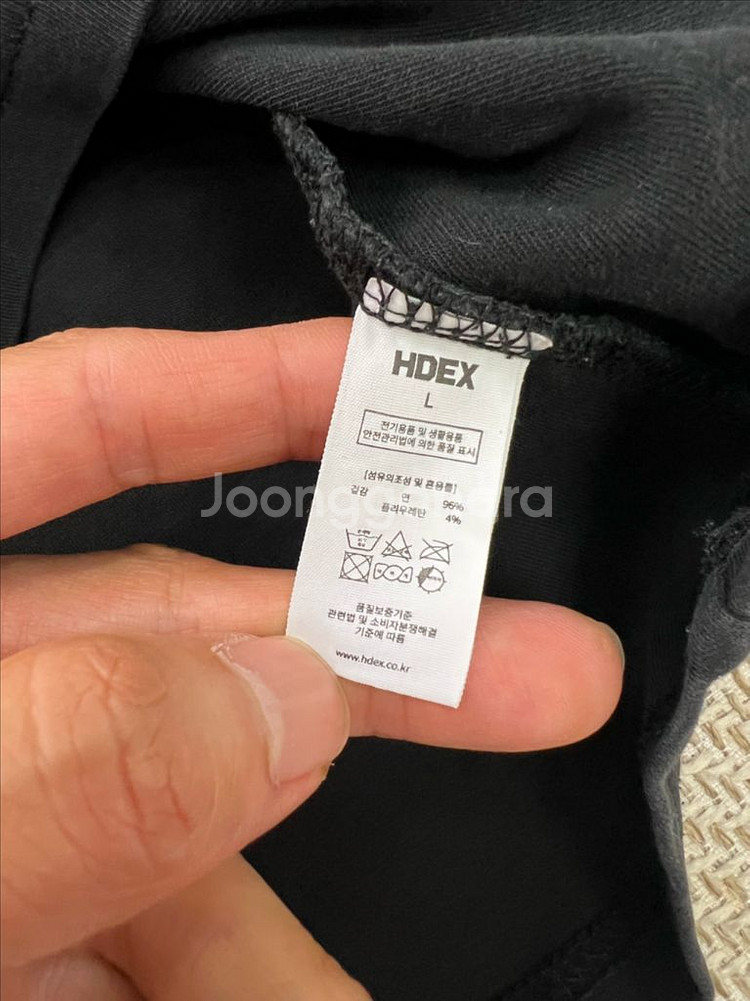 HDEX
L
전기용품 및 생활용품
안전관리법에 의한 품질 표시
[섬유의조성 및 혼용률]
겉감 면 96%
폴리우레탄 4%
품질보증기준
관련법 및 소비자분쟁해결
기준에 따름
www.hdex.co.kr